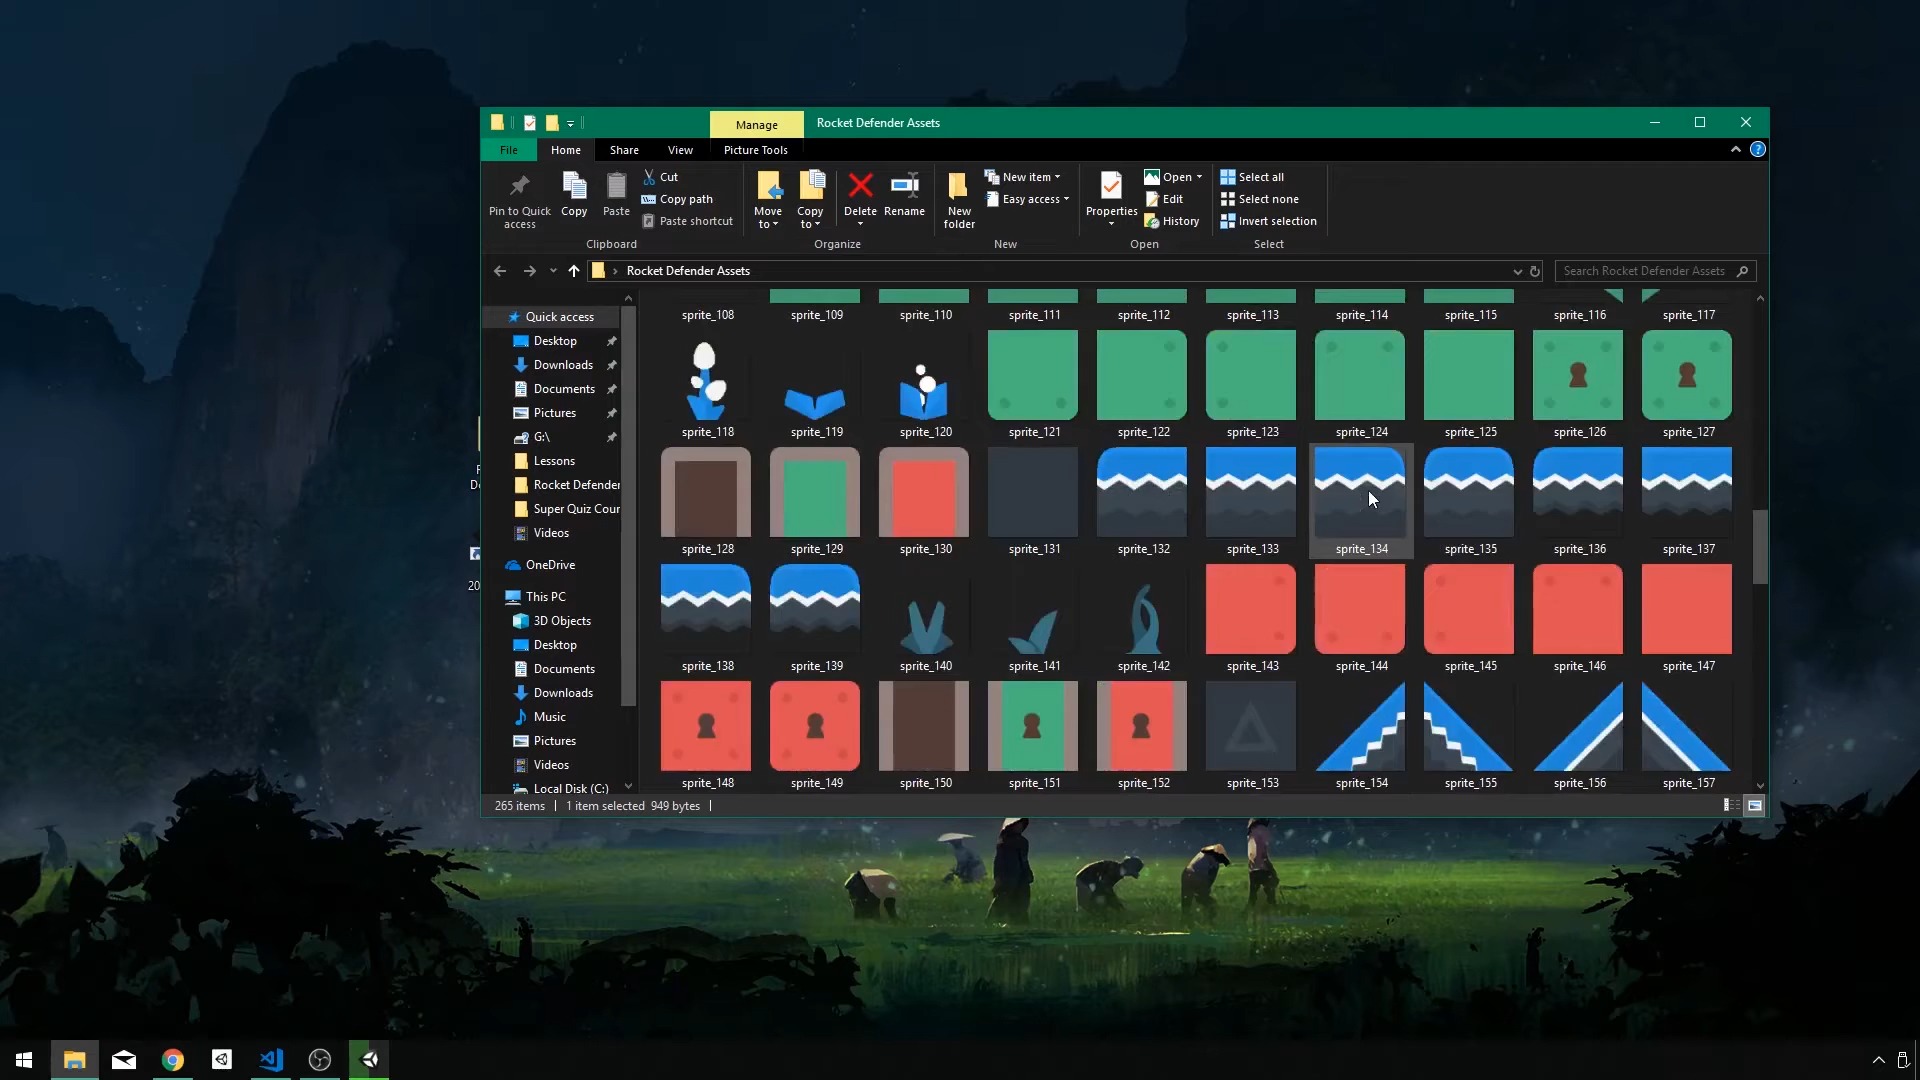 Manage
Rocket Defender Assets
File
Home
Share
View
Picture Tools
Pin to Quick access
Copy
Paste
Cut
Copy path
Paste shortcut
Move to
Copy to
Delete
Rename
New folder
New item
Easy access
Properties
Open
Edit
History
Select all
Select none
Invert selection
Clipboard
Organize
New
Open
Select
Rocket Defender Assets
Search Rocket Defender Assets
Quick access
Desktop
Downloads
Documents
Pictures
G:\
Lessons
Rocket Defender
Super Quiz Cour
Videos
OneDrive
This PC
3D Objects
Desktop
Documents
Downloads
Music
Pictures
Videos
Local Disk (C:)
sprite_108 sprite_109 sprite_110 sprite_111 sprite_112 sprite_113 sprite_114 sprite_115 sprite_116 sprite_117
sprite_118 sprite_119 sprite_120 sprite_121 sprite_122 sprite_123 sprite_124 sprite_125 sprite_126 sprite_127
sprite_128 sprite_129 sprite_130 sprite_131 sprite_132 sprite_133 sprite_134 sprite_135 sprite_136 sprite_137
sprite_138 sprite_139 sprite_140 sprite_141 sprite_142 sprite_143 sprite_144 sprite_145 sprite_146 sprite_147
sprite_148 sprite_149 sprite_150 sprite_151 sprite_152 sprite_153 sprite_154 sprite_155 sprite_156 sprite_157
265 items
1 item selected 949 bytes